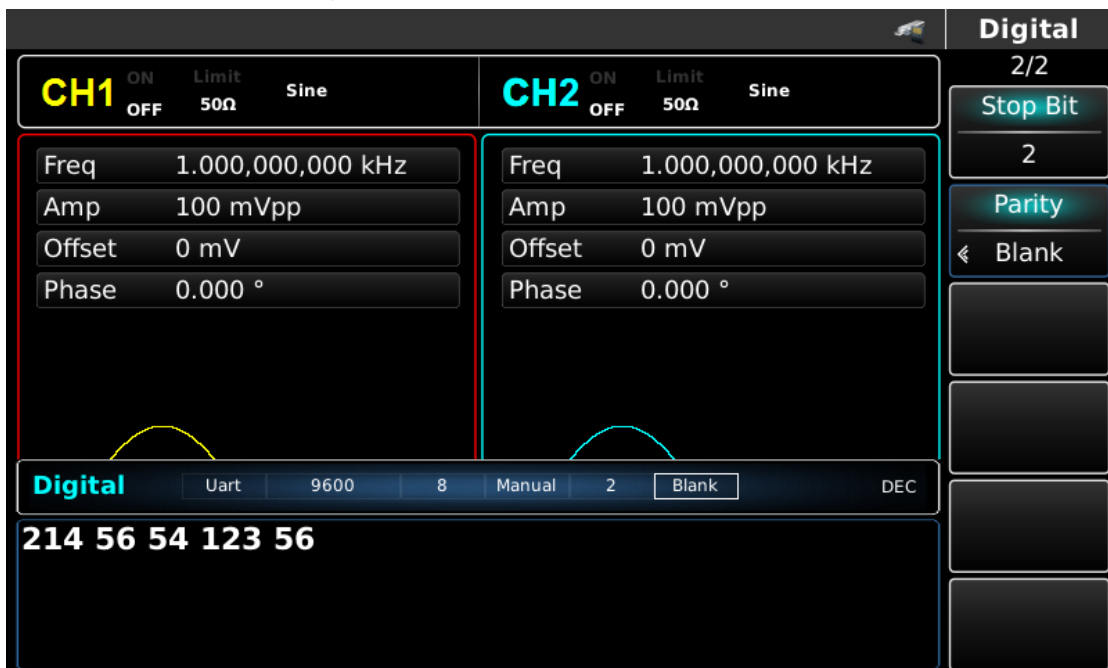 Digital
2/2
CH1 ON OFF Limit 50Ω Sine
CH2 ON OFF Limit 50Ω Sine
Stop Bit
2
Freq 1.000,000,000 kHz
Amp 100 mVpp
Offset 0 mV
Phase 0.000 °
Freq 1.000,000,000 kHz
Amp 100 mVpp
Offset 0 mV
Phase 0.000 °
Parity
Blank
Digital Uart 9600 8 Manual 2 Blank DEC
214 56 54 123 56